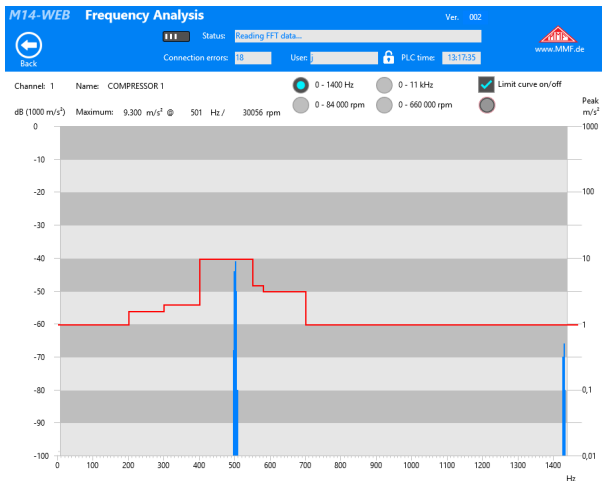 M14-WEB Frequency Analysis Ver. 002
Status: Reading FFT data...
MMF
Connection errors: 18 User: j PLC time: 13:17:35 www.MMF.de
Back
Channel: 1 Name: COMPRESSOR 1 0 - 1400 Hz 0 - 11 kHz Limit curve on/off
0 - 84 000 rpm 0 - 660 000 rpm
dB (1000 m/s²) Maximum: 9.300 m/s² @ 501 Hz / 30056 rpm Peak
m/s²
0 1000
-10
-20 100
-30
-40 10
-50
-60 1
-70
-80 0,1
-90
-100 0,01
0 100 200 300 400 500 600 700 800 900 1000 1100 1200 1300 1400
Hz